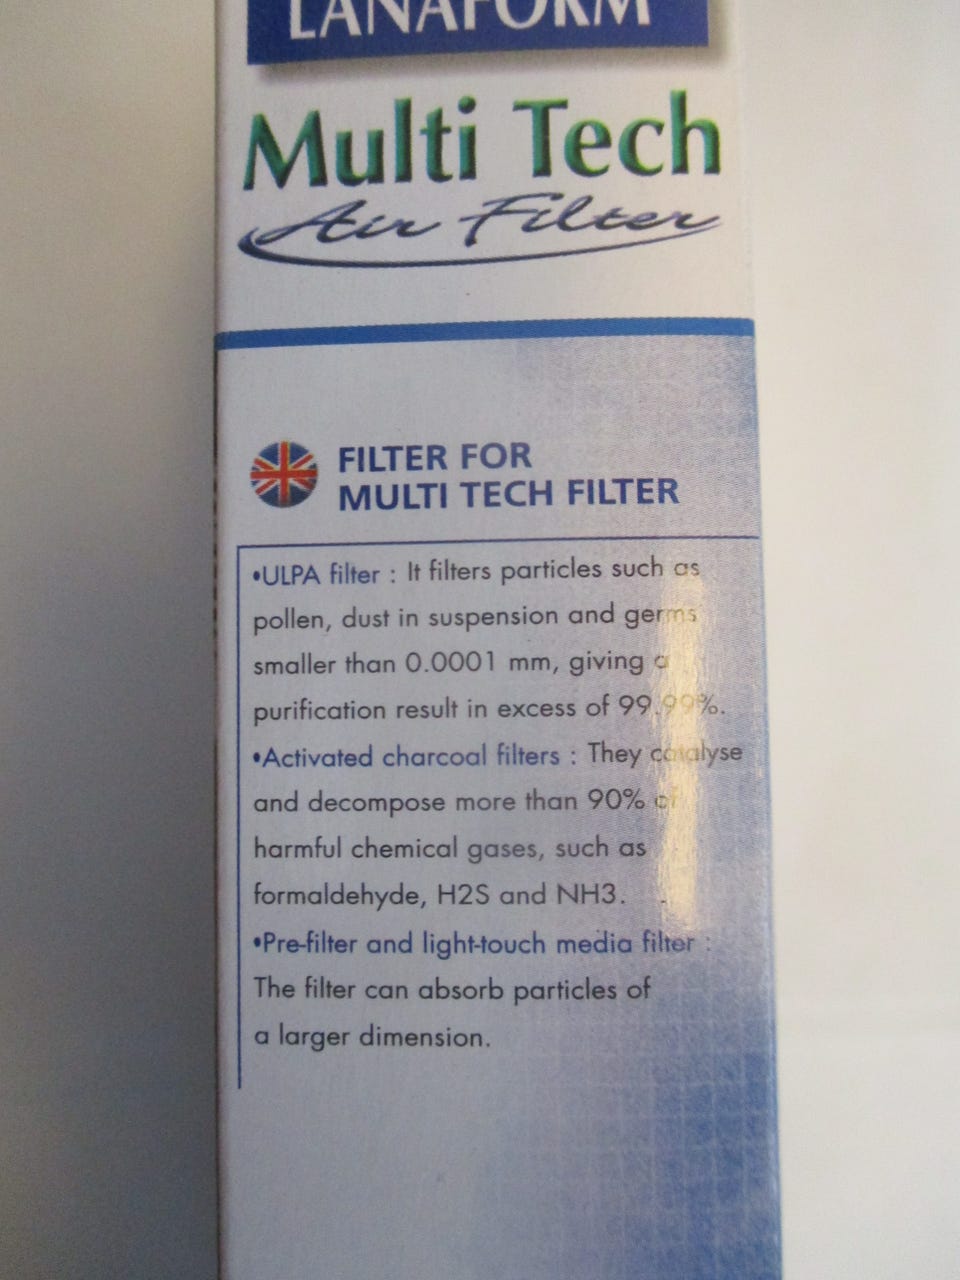 LANAFORM
Multi Tech
Air Filter
FILTER FOR
MULTI TECH FILTER
•ULPA filter : It filters particles such as
pollen, dust in suspension and germs
smaller than 0.0001 mm, giving a
purification result in excess of 99.99%.
•Activated charcoal filters : They catalyse
and decompose more than 90% of
harmful chemical gases, such as
formaldehyde, H2S and NH3.
•Pre-filter and light-touch media filter :
The filter can absorb particles of
a larger dimension.